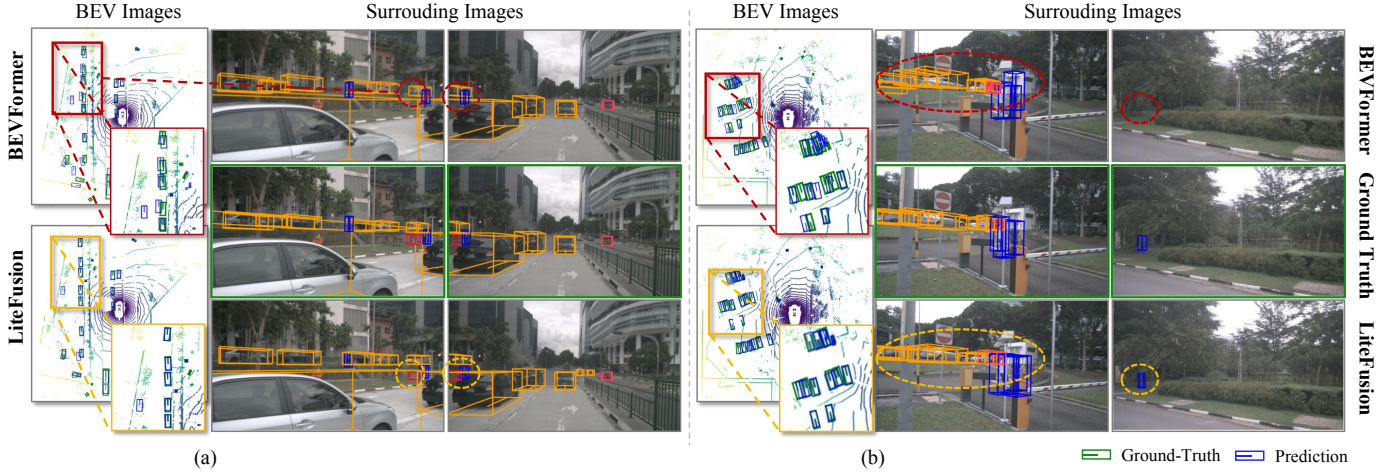 BEV Images
Surrouding Images
BEV Images
Surrouding Images
BEVFormer
LiteFusion
BEVFormer
Ground Truth
LiteFusion
(a)
(b)
Ground-Truth
Prediction